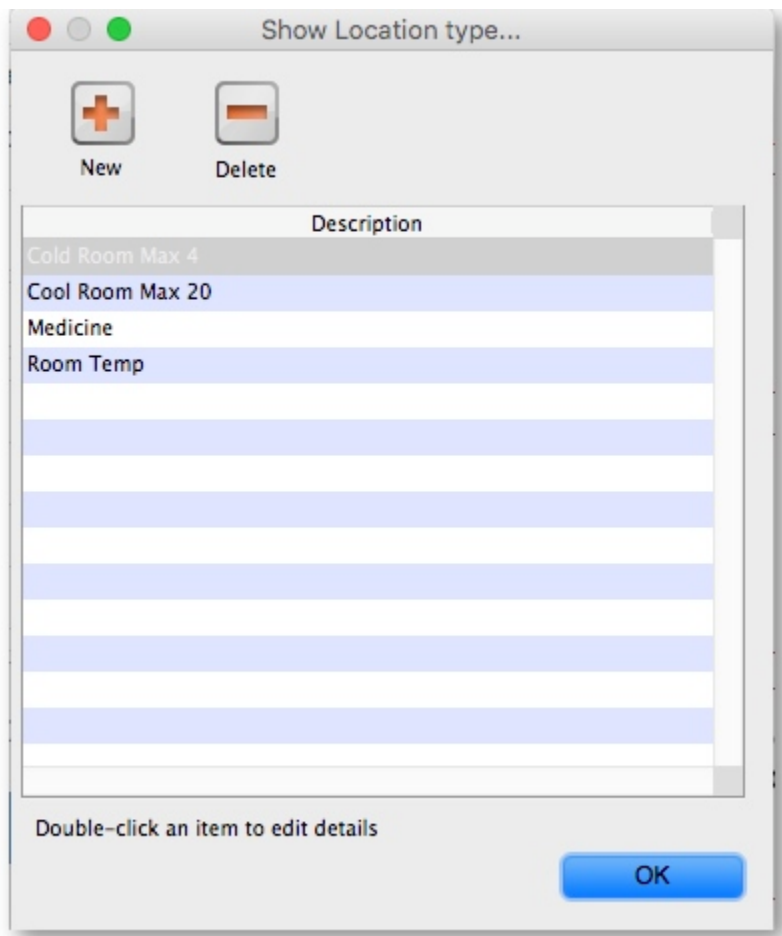 Show Location type...
New Delete
Description
Cold Room Max 4
Cool Room Max 20
Medicine
Room Temp
Double-click an item to edit details
OK